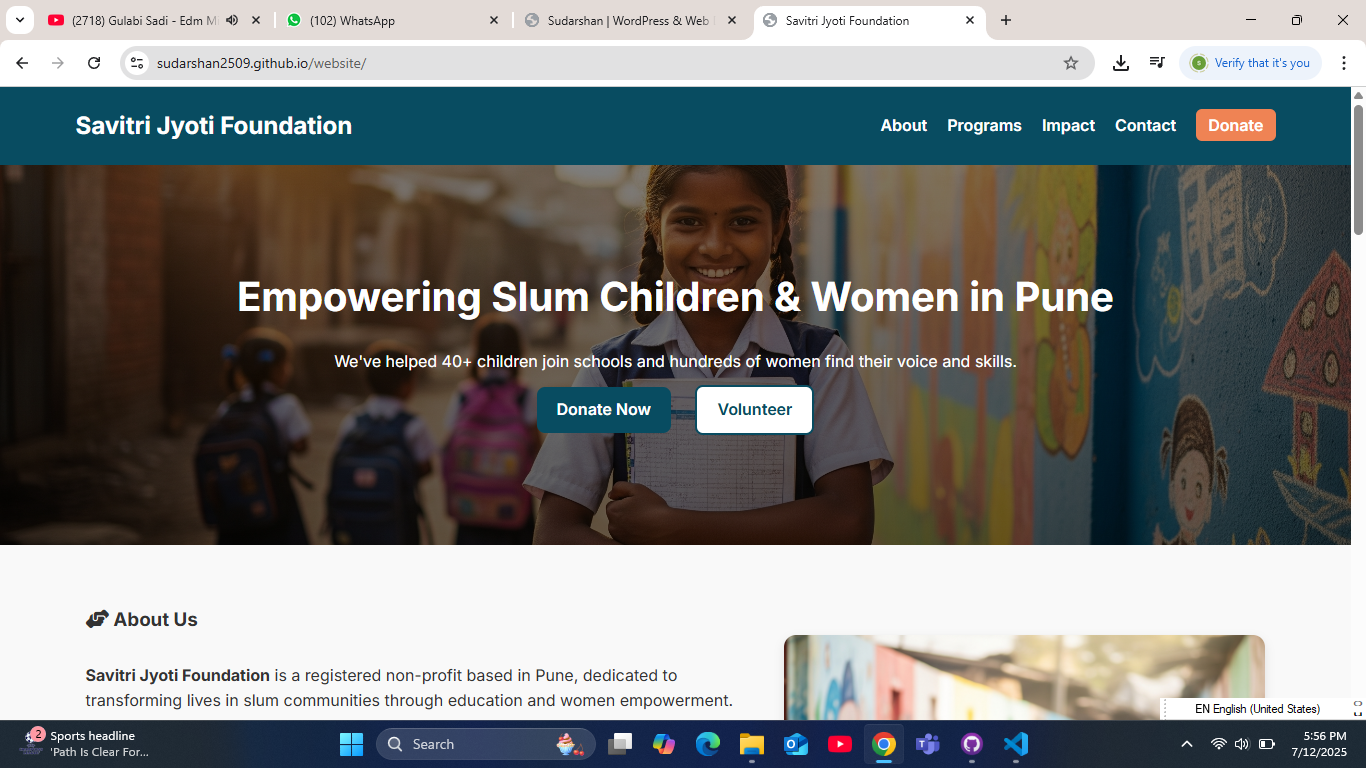 (2718) Gulabi Sadi - Edm Mi
(102) WhatsApp
Sudarshan | WordPress & Web
Savitri Jyoti Foundation
sudarshan2509.github.io/website/
Verify that it's you
Savitri Jyoti Foundation
About
Programs
Impact
Contact
Donate
Empowering Slum Children & Women in Pune
We've helped 40+ children join schools and hundreds of women find their voice and skills.
Donate Now
Volunteer
About Us
Savitri Jyoti Foundation is a registered non-profit based in Pune, dedicated to
transforming lives in slum communities through education and women empowerment.
EN English (United States)
2
Sports headline
'Path Is Clear For...
Search
5:56 PM
7/12/2025